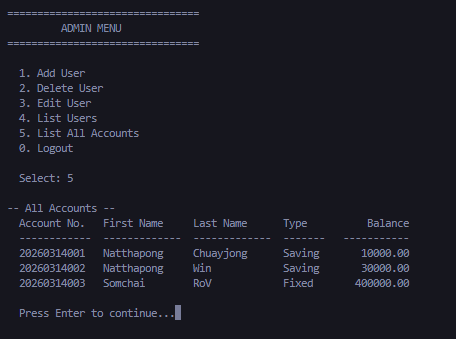 ================================
ADMIN MENU
================================
1. Add User
2. Delete User
3. Edit User
4. List Users
5. List All Accounts
0. Logout
Select: 5
-- All Accounts --
Account No. First Name Last Name Type Balance
------------ ------------- ------------- ------- -----------
20260314001 Natthapong Chuayjong Saving 10000.00
20260314002 Natthapong Win Saving 30000.00
20260314003 Somchai RoV Fixed 400000.00
Press Enter to continue...